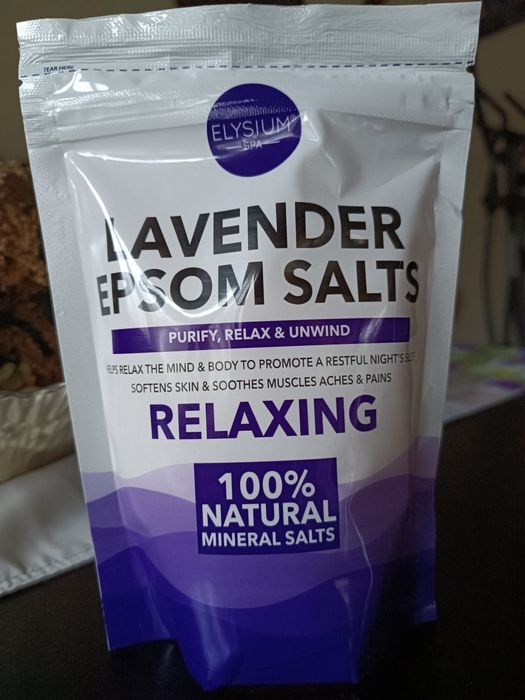 TEAR HERE
ELYSIUM
SPA
LAVENDER
EPSOM SALTS
PURIFY, RELAX & UNWIND
RELAX THE MIND & BODY TO PROMOTE A RESTFUL NIGHT'S
SOFTENS SKIN & SOOTHES MUSCLES ACHES & PAINS
RELAXING
100%
NATURAL
MINERAL SALTS